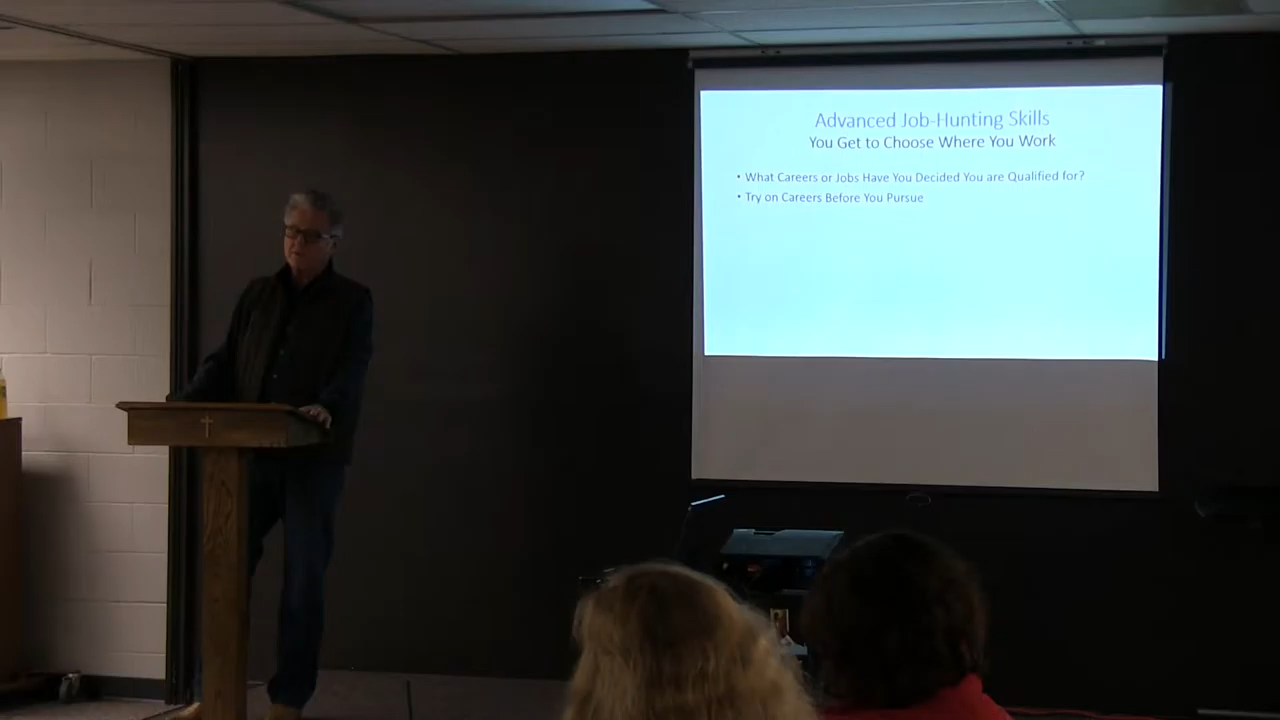 Advanced Job-Hunting Skills
You Get to Choose Where You Work
• What Careers or Jobs Have You Decided You are Qualified for?
• Try on Careers Before You Pursue